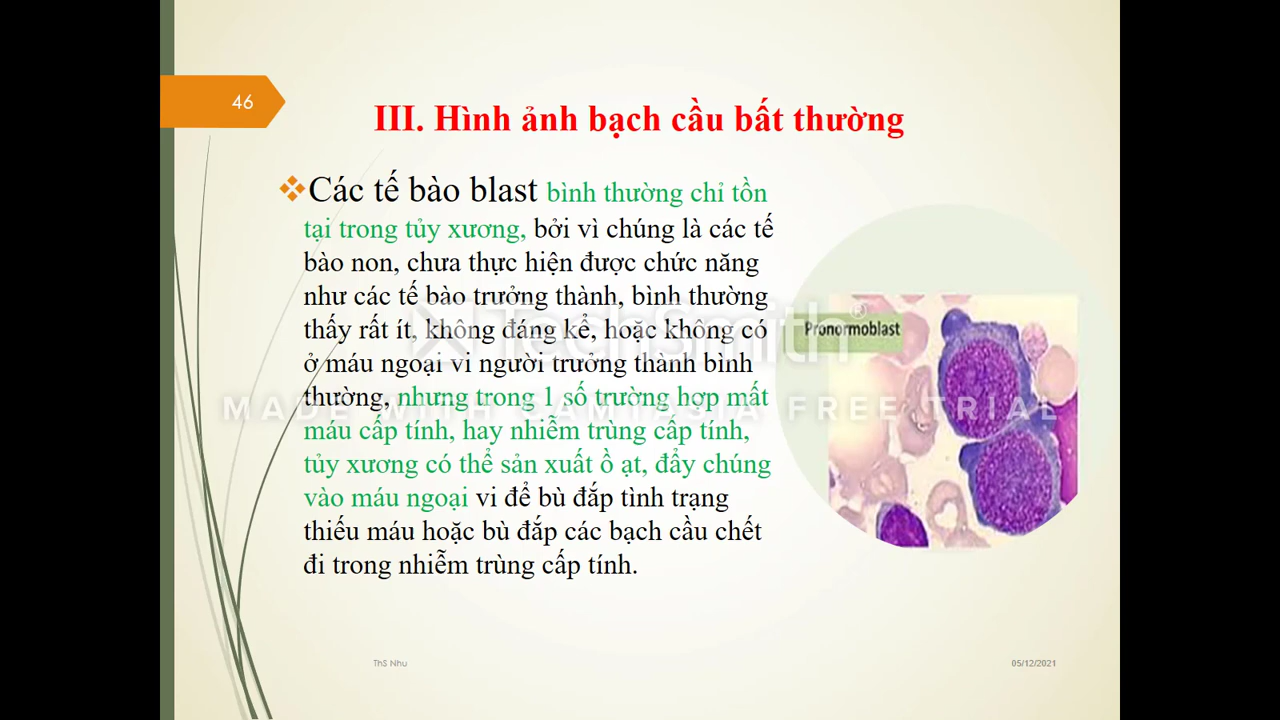 46
III. Hình ảnh bạch cầu bất thường
Các tế bào blast bình thường chỉ tồn
tại trong tủy xương, bởi vì chúng là các tế
bào non, chưa thực hiện được chức năng
như các tế bào trưởng thành, bình thường
thấy rất ít, không đáng kể, hoặc không có
ở máu ngoại vi người trưởng thành bình
thường, nhưng trong 1 số trường hợp mất
máu cấp tính, hay nhiễm trùng cấp tính,
tủy xương có thể sản xuất ồ ạt, đẩy chúng
vào máu ngoại vi để bù đắp tình trạng
thiếu máu hoặc bù đắp các bạch cầu chết
đi trong nhiễm trùng cấp tính.
Pronormoblast
TechSmith
MADE WITH CAMTASIA FREE TRIAL
ThS Nhu
05/12/2021